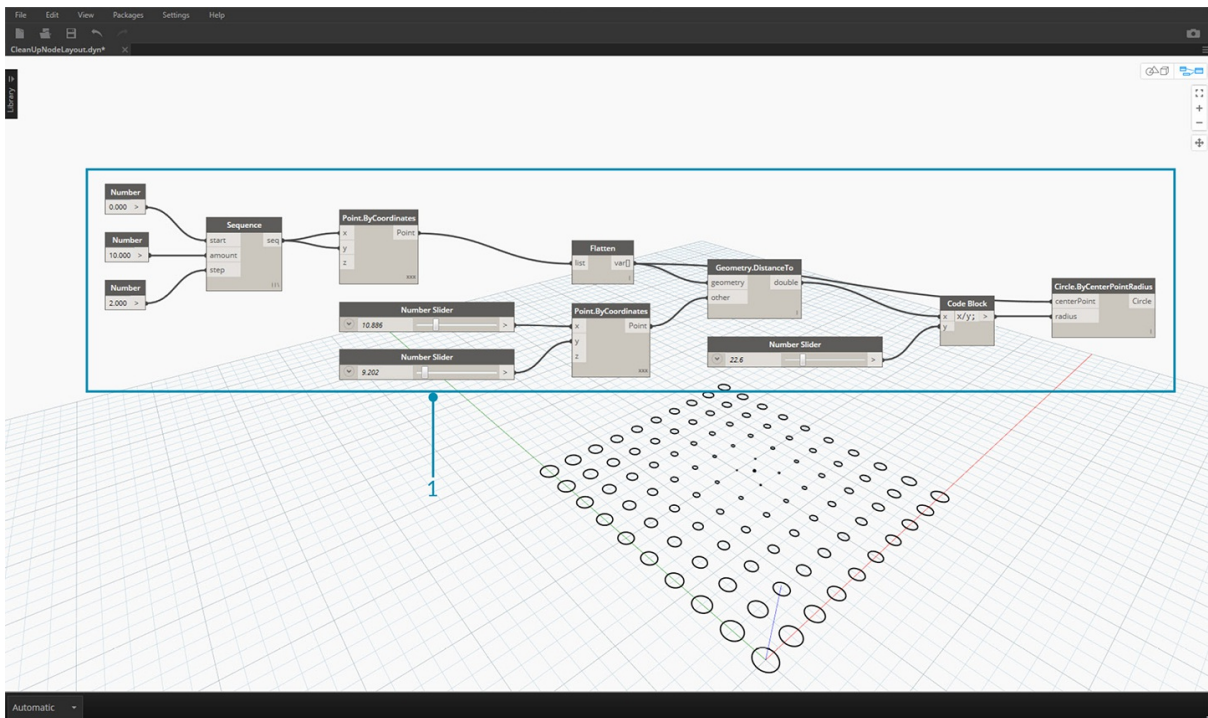 File Edit View Packages Settings Help
CleanUpNodeLayout.dyn* ×
Library
Number
0.000 >
Number
10.000 >
Number
2.000 >
Sequence
start seq
amount
step
Point.ByCoordinates
x Point
y
z
Number Slider
10.886 >
Number Slider
9.202 >
Flatten
list var[]
Point.ByCoordinates
x Point
y
z
Geometry.DistanceTo
geometry double
other
Number Slider
22.6 >
Code Block
x x/y; >
y
Circle.ByCenterPointRadius
centerPoint Circle
radius
1
Automatic